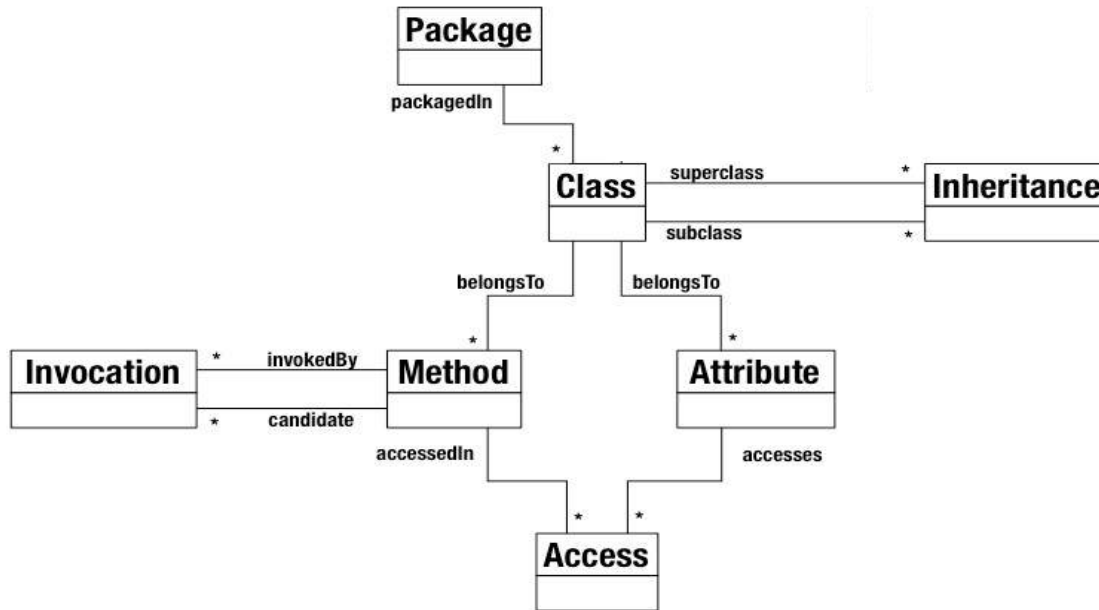 Package
packagedIn
*
Class
superclass
*
Inheritance
subclass
*
belongsTo
belongsTo
*
*
Invocation
*
invokedBy
Method
Attribute
*
candidate
accessedIn
accesses
*
*
Access